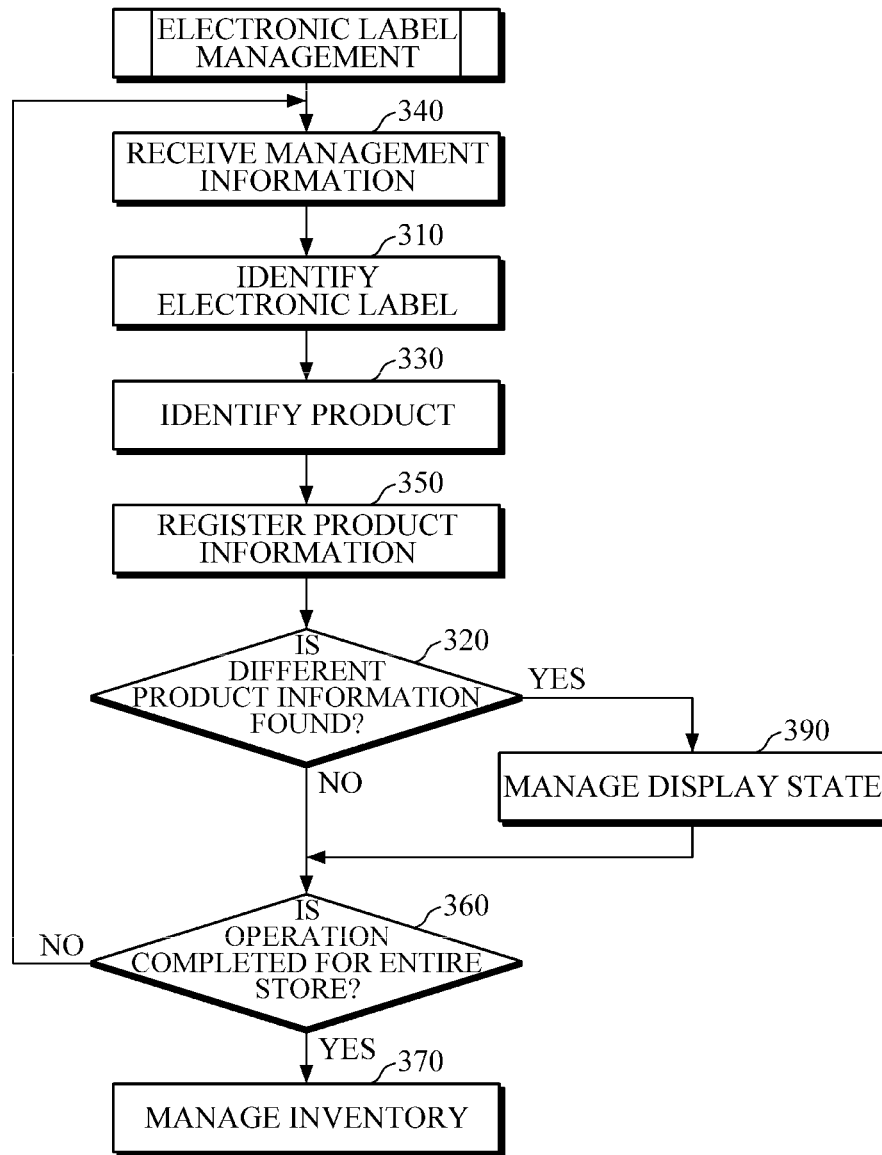 ELECTRONIC LABEL
MANAGEMENT
340
RECEIVE MANAGEMENT
INFORMATION
310
IDENTIFY
ELECTRONIC LABEL
330
IDENTIFY PRODUCT
350
REGISTER PRODUCT
INFORMATION
320
IS
DIFFERENT
PRODUCT INFORMATION
FOUND?
YES
NO
390
MANAGE DISPLAY STATE
360
IS
OPERATION
COMPLETED FOR ENTIRE
STORE?
NO
YES
370
MANAGE INVENTORY